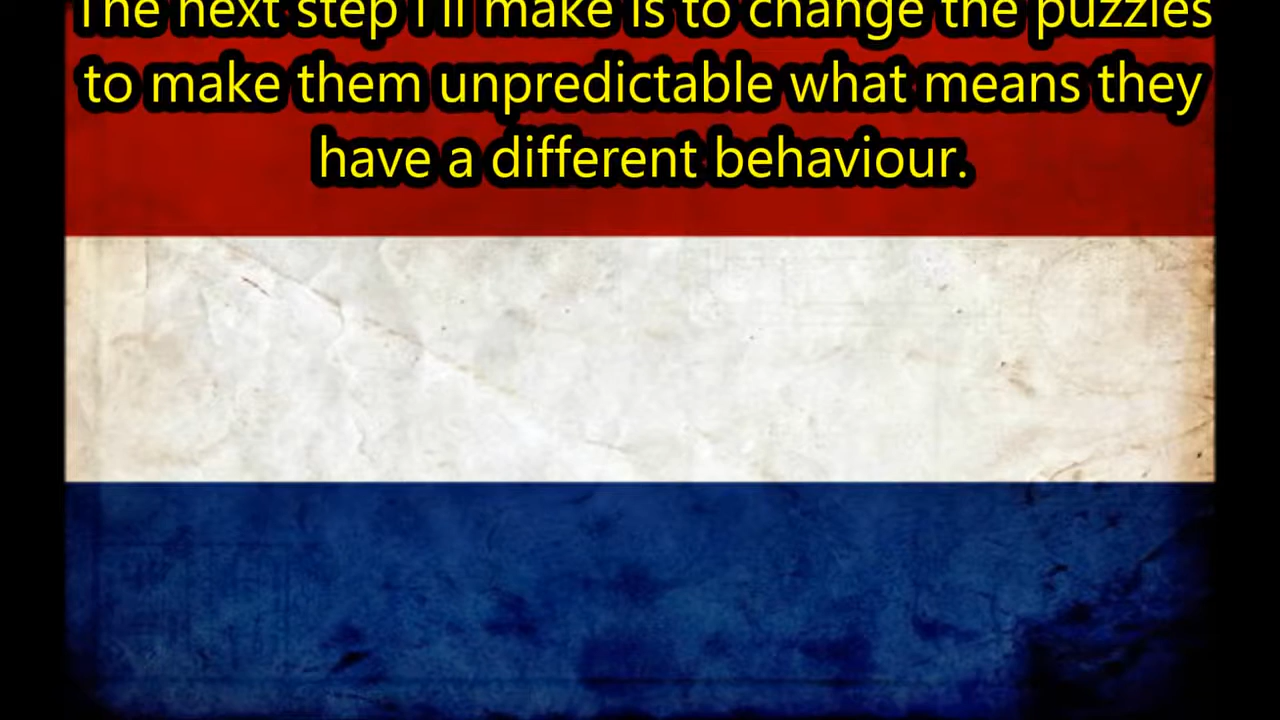 The next step I'll make is to change the puzzles
to make them unpredictable what means they
have a different behaviour.